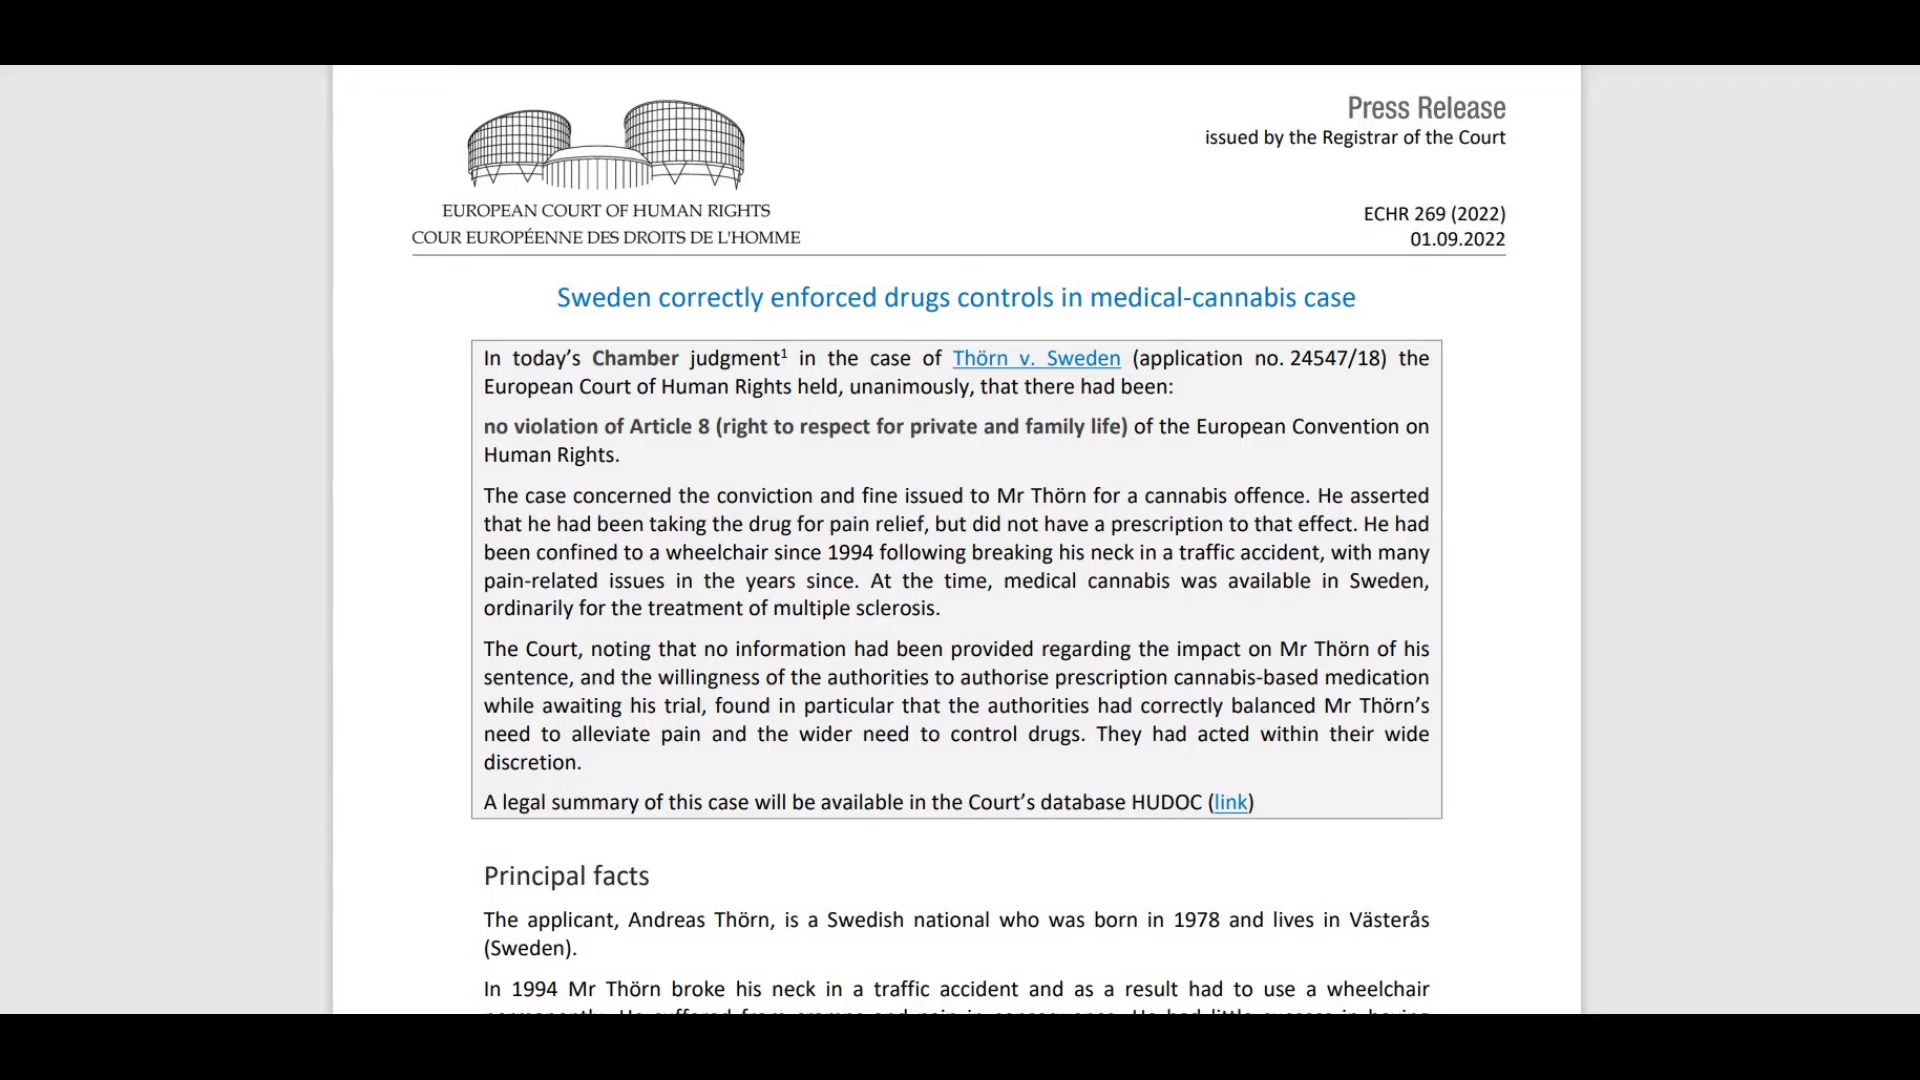 Press Release
issued by the Registrar of the Court
EUROPEAN COURT OF HUMAN RIGHTS
COUR EUROPÉENNE DES DROITS DE L'HOMME
ECHR 269 (2022)
01.09.2022
Sweden correctly enforced drugs controls in medical-cannabis case
In today’s Chamber judgment¹ in the case of Thörn v. Sweden (application no. 24547/18) the
European Court of Human Rights held, unanimously, that there had been:
no violation of Article 8 (right to respect for private and family life) of the European Convention on
Human Rights.
The case concerned the conviction and fine issued to Mr Thörn for a cannabis offence. He asserted
that he had been taking the drug for pain relief, but did not have a prescription to that effect. He had
been confined to a wheelchair since 1994 following breaking his neck in a traffic accident, with many
pain-related issues in the years since. At the time, medical cannabis was available in Sweden,
ordinarily for the treatment of multiple sclerosis.
The Court, noting that no information had been provided regarding the impact on Mr Thörn of his
sentence, and the willingness of the authorities to authorise prescription cannabis-based medication
while awaiting his trial, found in particular that the authorities had correctly balanced Mr Thörn’s
need to alleviate pain and the wider need to control drugs. They had acted within their wide
discretion.
A legal summary of this case will be available in the Court’s database HUDOC (link)
Principal facts
The applicant, Andreas Thörn, is a Swedish national who was born in 1978 and lives in Västerås
(Sweden).
In 1994 Mr Thörn broke his neck in a traffic accident and as a result had to use a wheelchair